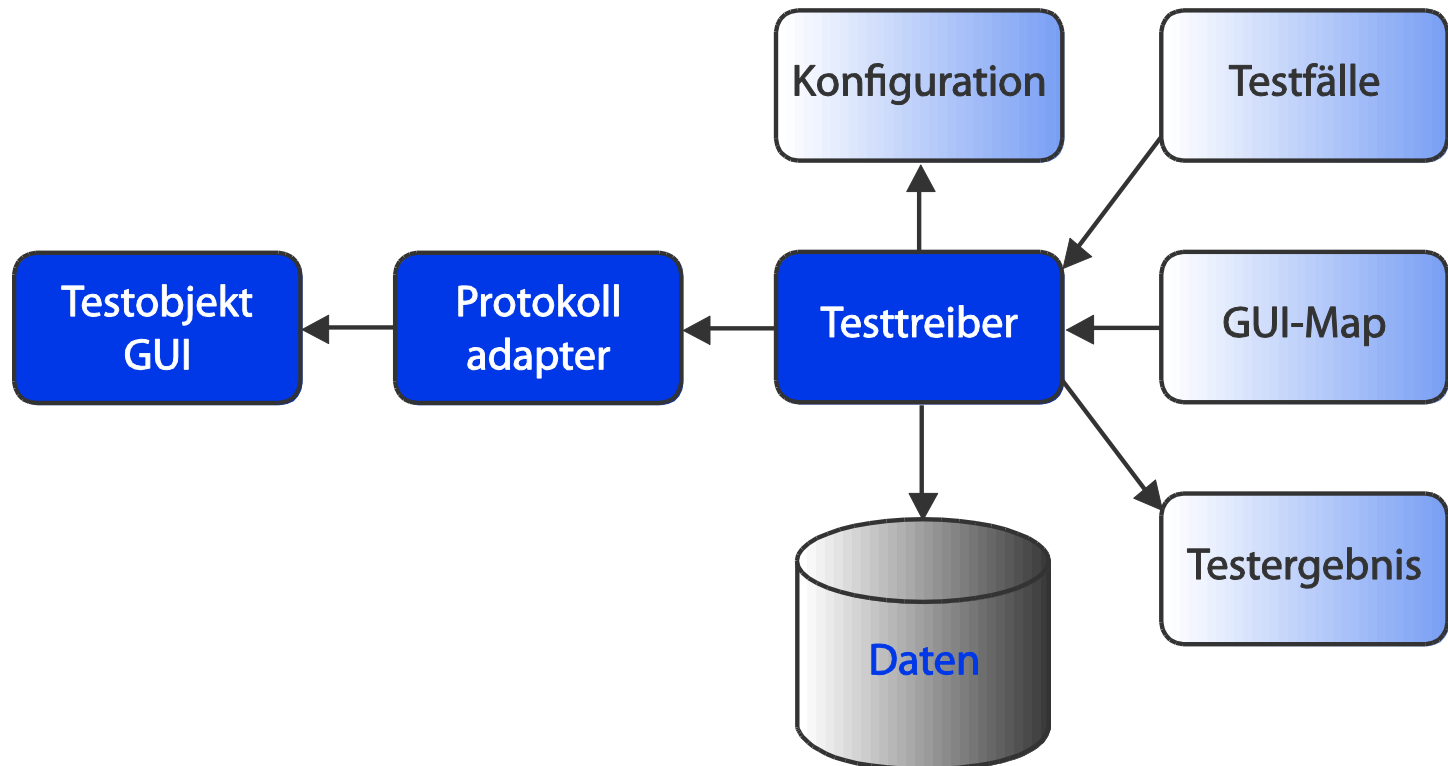 Konfiguration
Testfälle
Testobjekt
GUI
Protokoll
adapter
Testtreiber
GUI-Map
Testergebnis
Daten